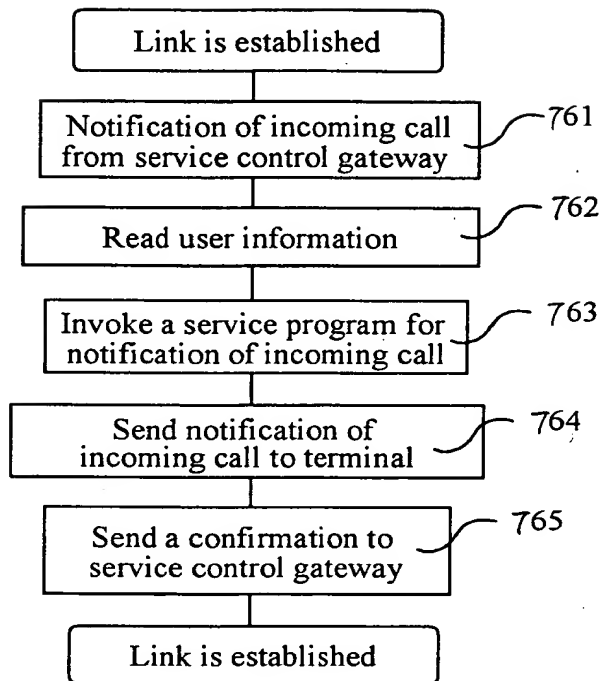 Link is established
Notification of incoming call
from service control gateway
761
Read user information
762
Invoke a service program for
notification of incoming call
763
Send notification of
incoming call to terminal
764
Send a confirmation to
service control gateway
765
Link is established